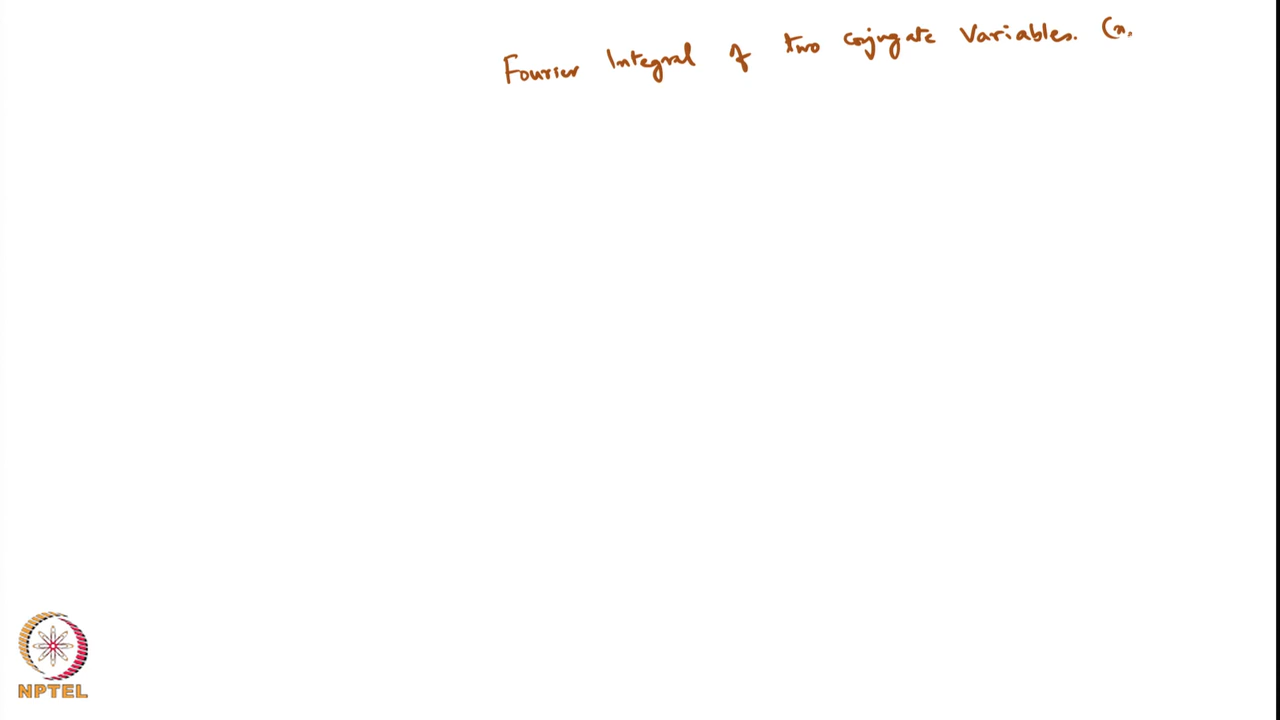 Fourier Integral of two conjugate Variables. (x,
NPTEL